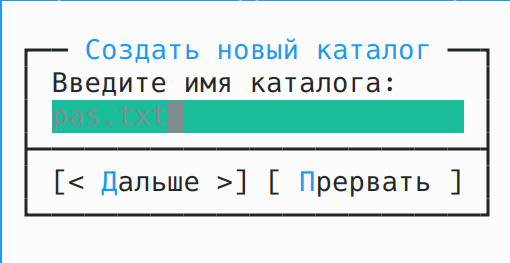 Создать новый каталог
Введите имя каталога:
pas.txt
[< Дальше >] [ Прервать ]